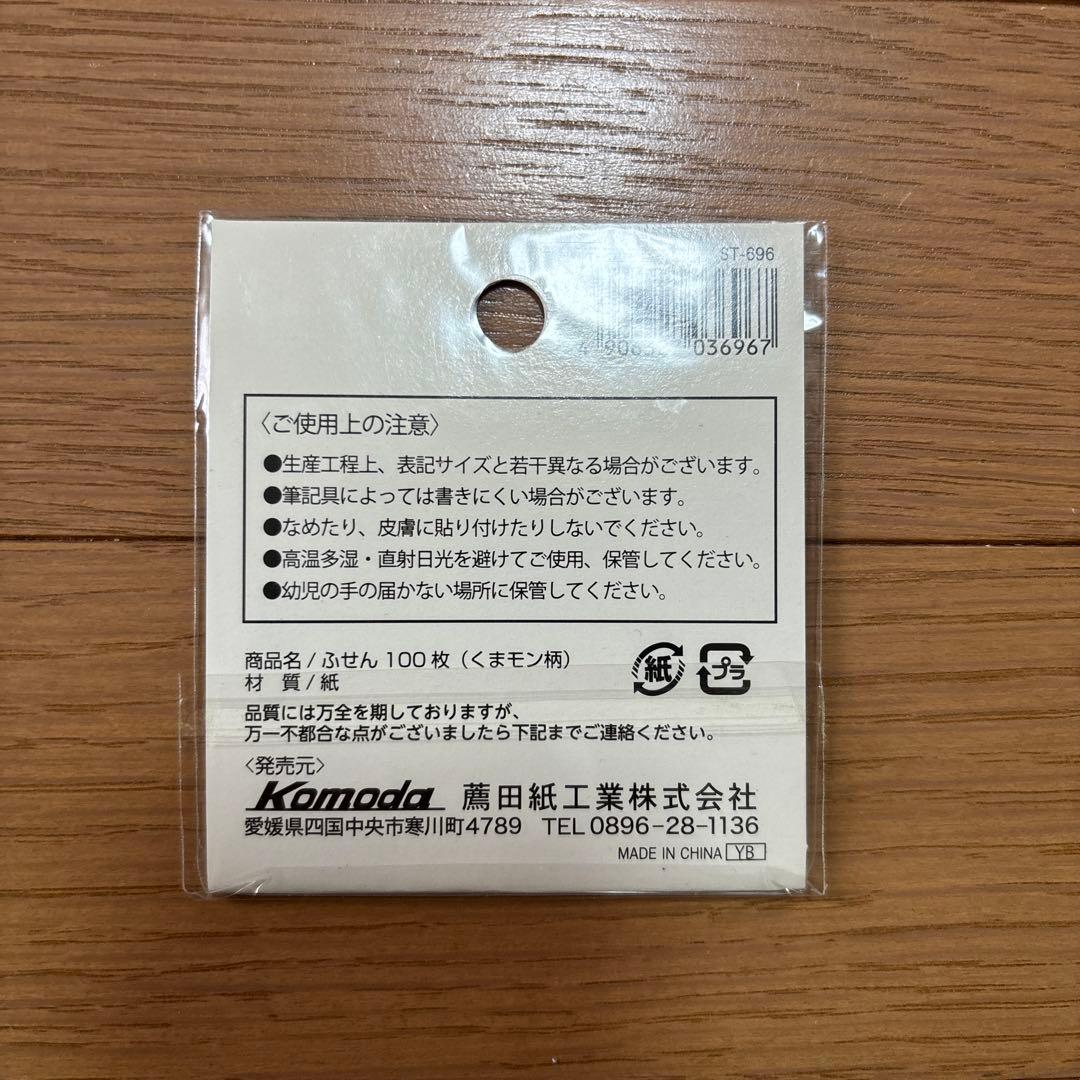 ST-696
036967
〈ご使用上の注意〉
●生産工程上、表記サイズと若干異なる場合がございます。
●筆記具によっては書きにくい場合がございます。
●なめたり、皮膚に貼り付けたりしないでください。
●高温多湿・直射日光を避けてご使用、保管してください。
●幼児の手の届かない場所に保管してください。
商品名/ふせん100枚(くまモン柄)
材 質/紙
紙 プラ
品質には万全を期しておりますが、
万一不都合な点がございましたら下記までご連絡ください。
〈発売元〉
Komoda 薦田紙工業株式会社
愛媛県四国中央市寒川町4789 TEL 0896-28-1136
MADE IN CHINA YB